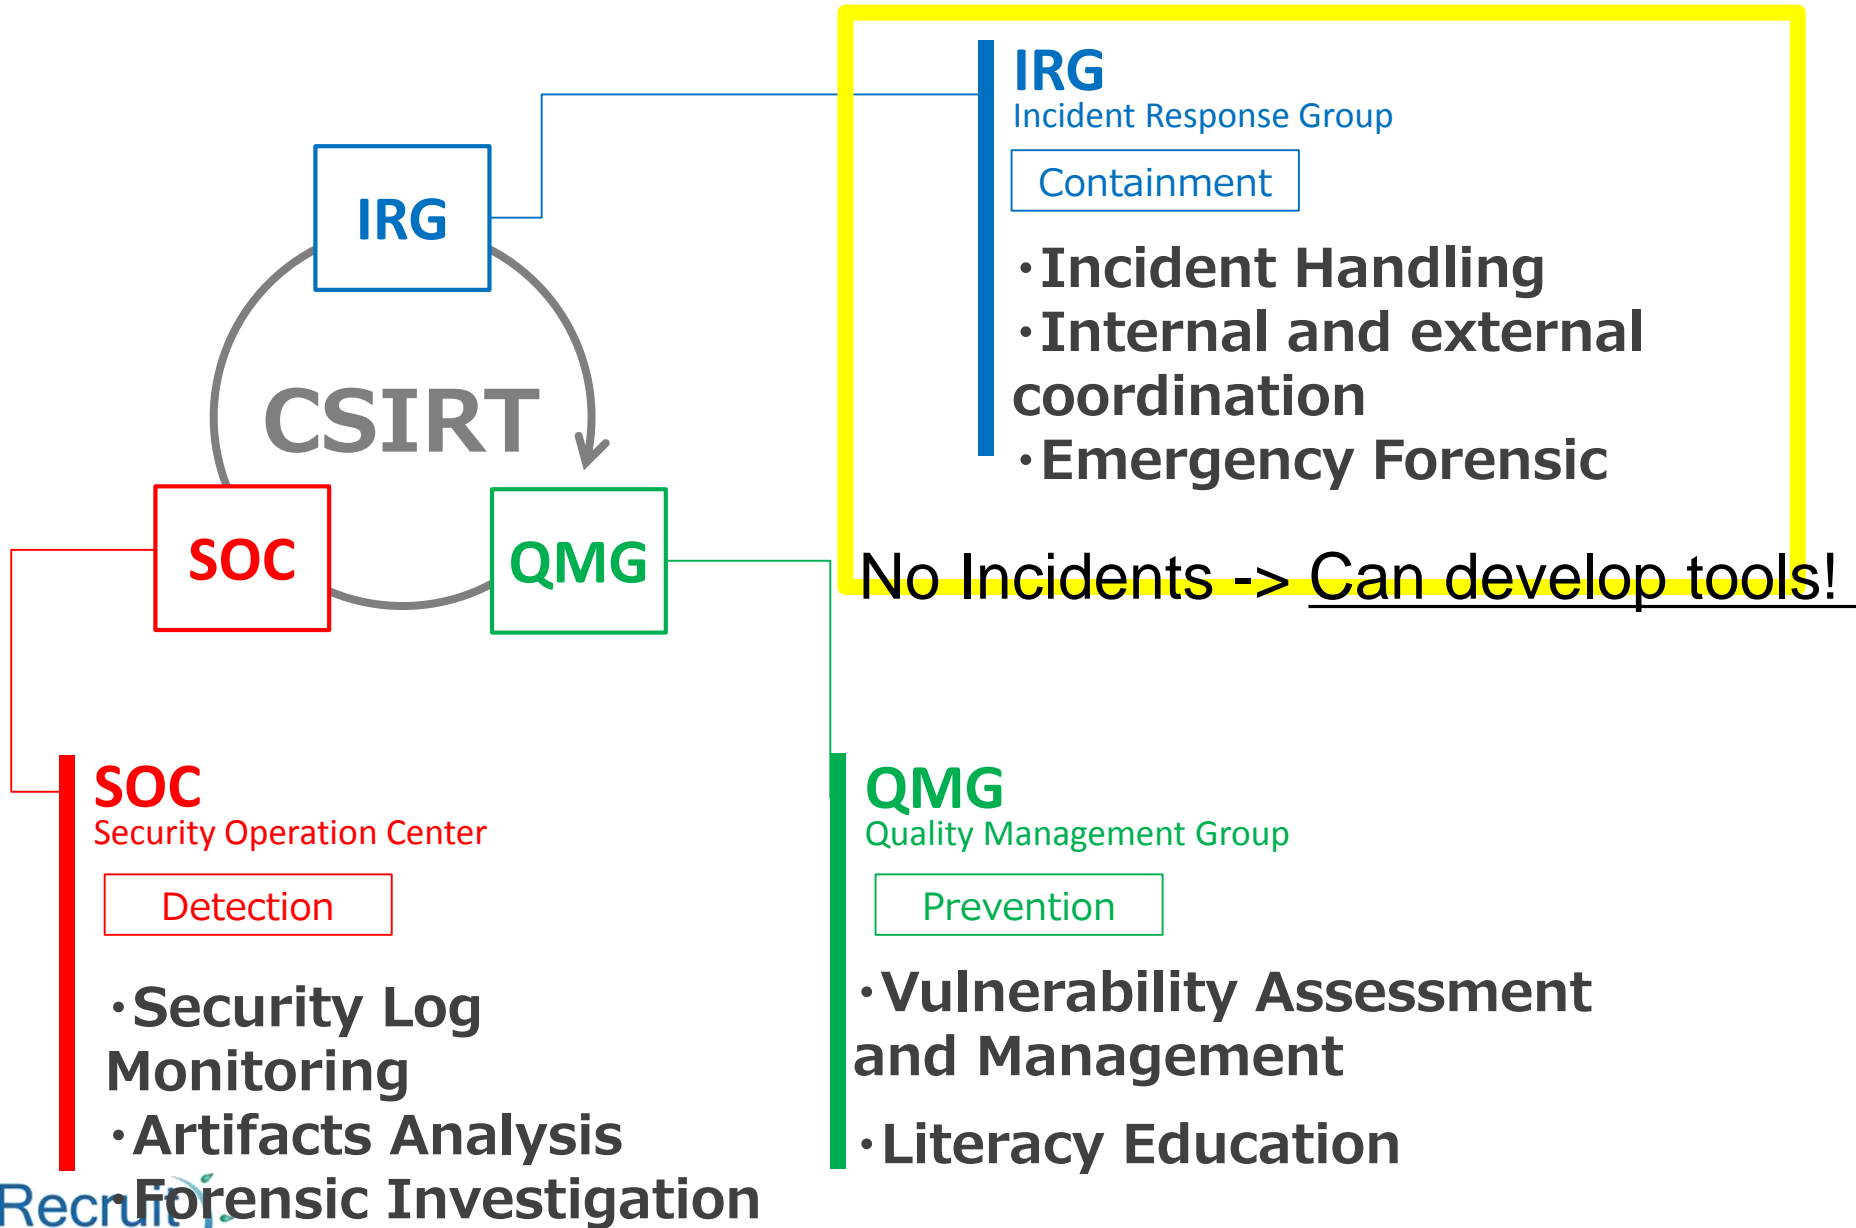 IRG
SOC
QMG
CSIRT
IRG
Incident Response Group
Containment
・Incident Handling
・Internal and external
coordination
・Emergency Forensic
No Incidents -> Can develop tools!
SOC
Security Operation Center
Detection
・Security Log
Monitoring
・Artifacts Analysis
・Forensic Investigation
QMG
Quality Management Group
Prevention
・Vulnerability Assessment
and Management
・Literacy Education
Recruit